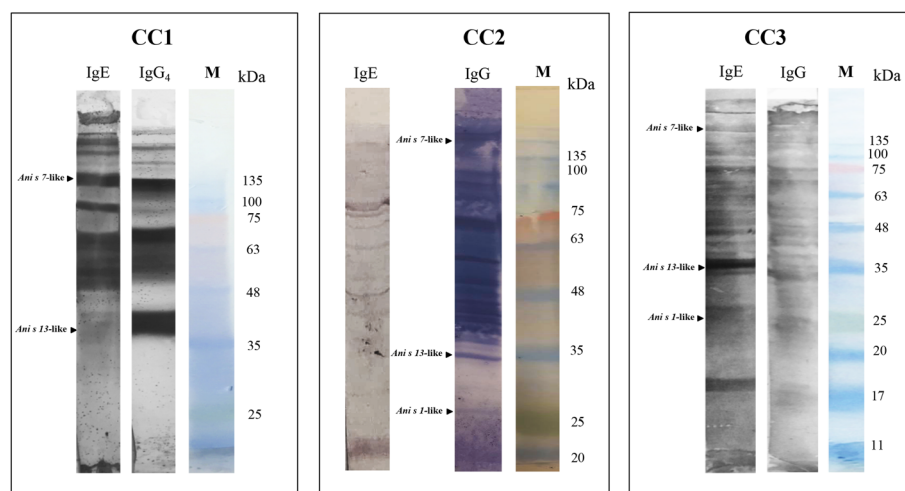 CC1
IgE IgG₄ M kDa
Ani s 7-like
135
100
75
63
48
Ani s 13-like
35
25
CC2
IgE IgG M kDa
Ani s 7-like
135
100
75
63
48
Ani s 13-like
35
Ani s 1-like
25
20
CC3
IgE IgG M kDa
Ani s 7-like
135
100
75
63
48
Ani s 13-like
35
Ani s 1-like
25
20
17
11